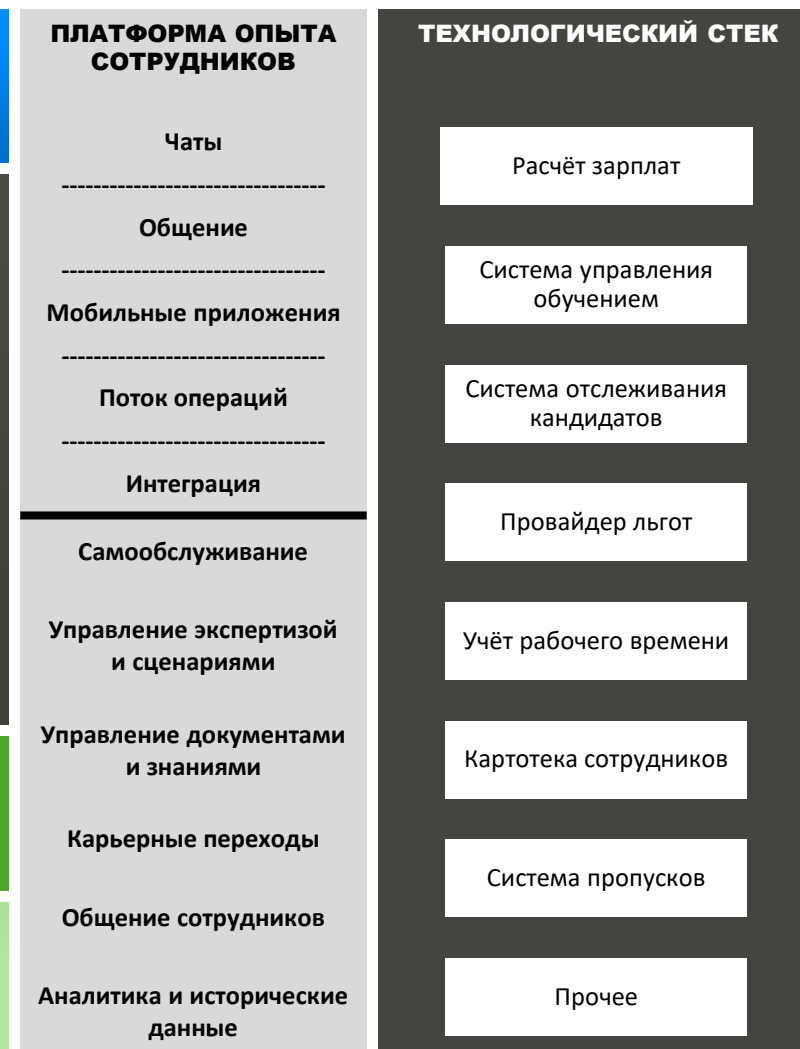 ПЛАТФОРМА ОПЫТА
СОТРУДНИКОВ
Чаты
---------------------------------
Общение
---------------------------------
Мобильные приложения
---------------------------------
Поток операций
---------------------------------
Интеграция
Самообслуживание
Управление экспертизой
и сценариями
Управление документами
и знаниями
Карьерные переходы
Общение сотрудников
Аналитика и исторические
данные
ТЕХНОЛОГИЧЕСКИЙ СТЕК
Расчёт зарплат
Система управления
обучением
Система отслеживания
кандидатов
Провайдер льгот
Учёт рабочего времени
Картотека сотрудников
Система пропусков
Прочее